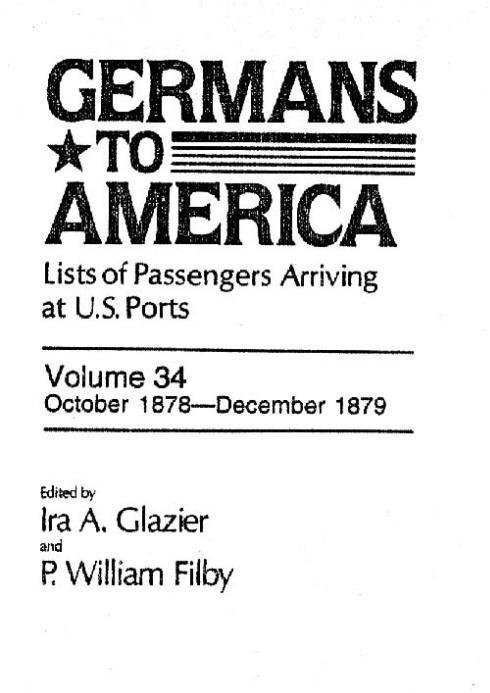 GERMANS
★TO
AMERICA
Lists of Passengers Arriving
at U.S. Ports
Volume 34
October 1878—December 1879
Edited by
Ira A. Glazier
and
P. William Filby